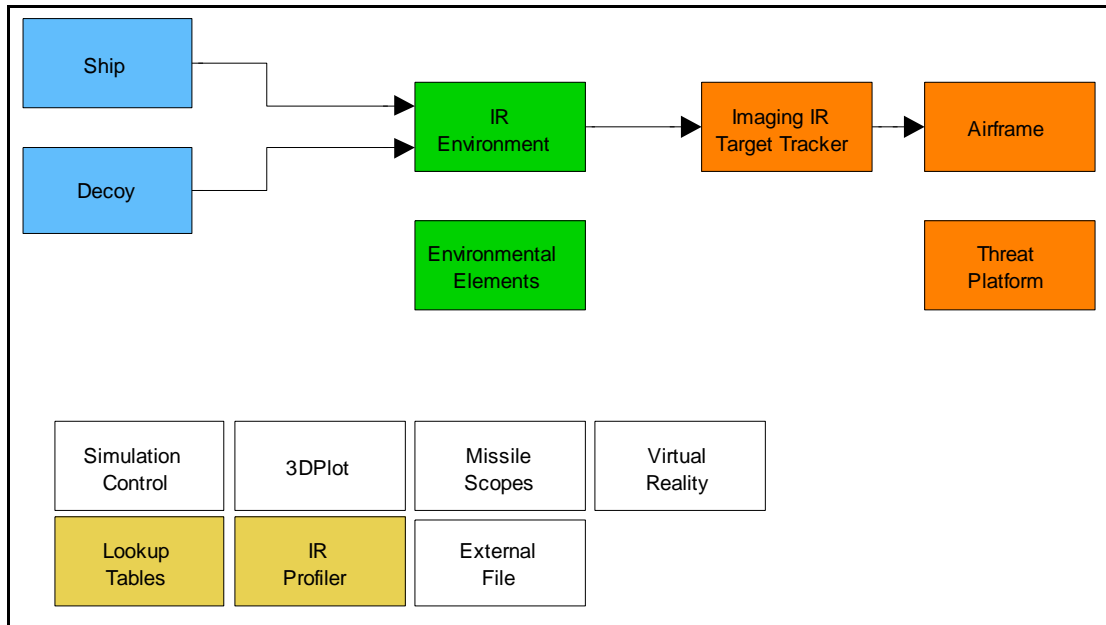 Ship
Decoy
IR
Environment
Imaging IR
Target Tracker
Airframe
Environmental
Elements
Threat
Platform
Simulation
Control
3DPlot
Missile
Scopes
Virtual
Reality
Lookup
Tables
IR
Profiler
External
File